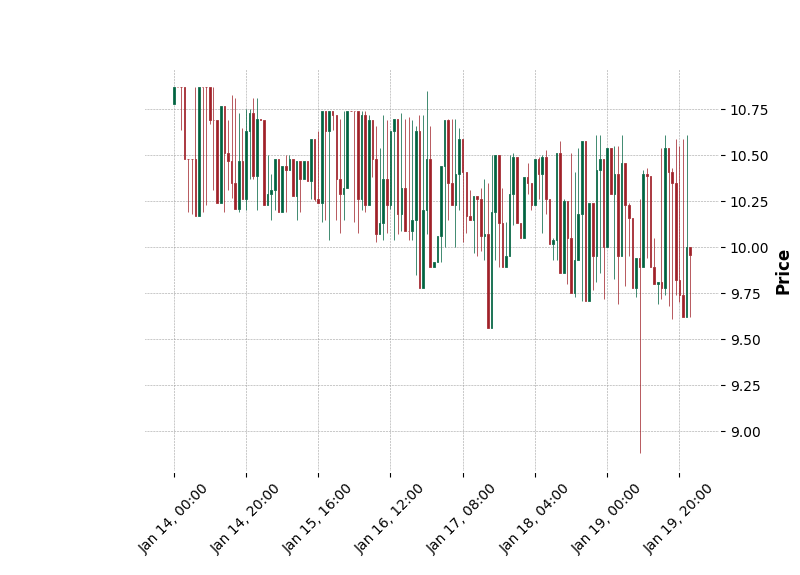 10.75
10.50
10.25
10.00
9.75
9.50
9.25
9.00
Price
Jan 14, 00:00
Jan 14, 20:00
Jan 15, 16:00
Jan 16, 12:00
Jan 17, 08:00
Jan 18, 04:00
Jan 19, 00:00
Jan 19, 20:00